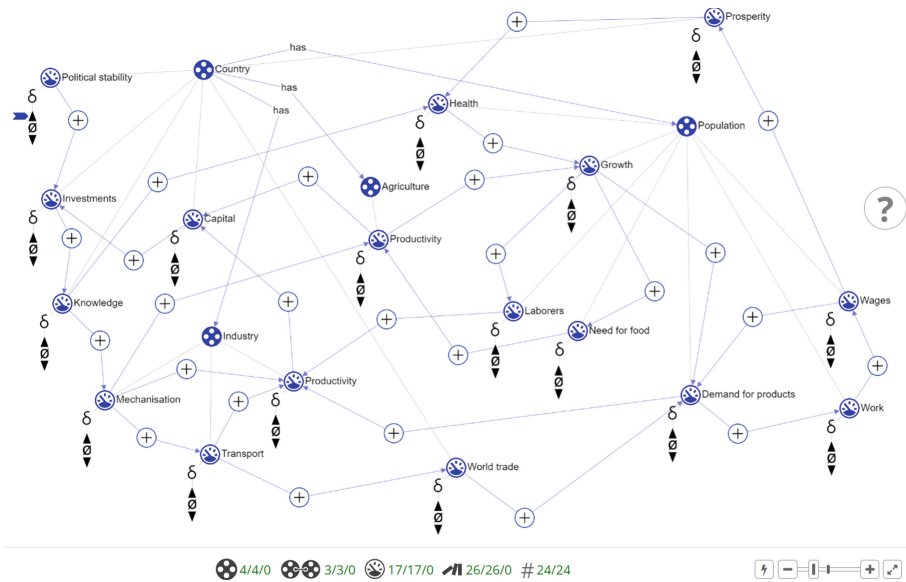 Prosperity
Political stability
Country
has
has
has
Health
Population
Growth
Agriculture
Investments
Capital
Productivity
Knowledge
Laborers
Need for food
Wages
Industry
Productivity
Mechanisation
Demand for products
Work
Transport
World trade
?
4/4/0
3/3/0
17/17/0
26/26/0
# 24/24